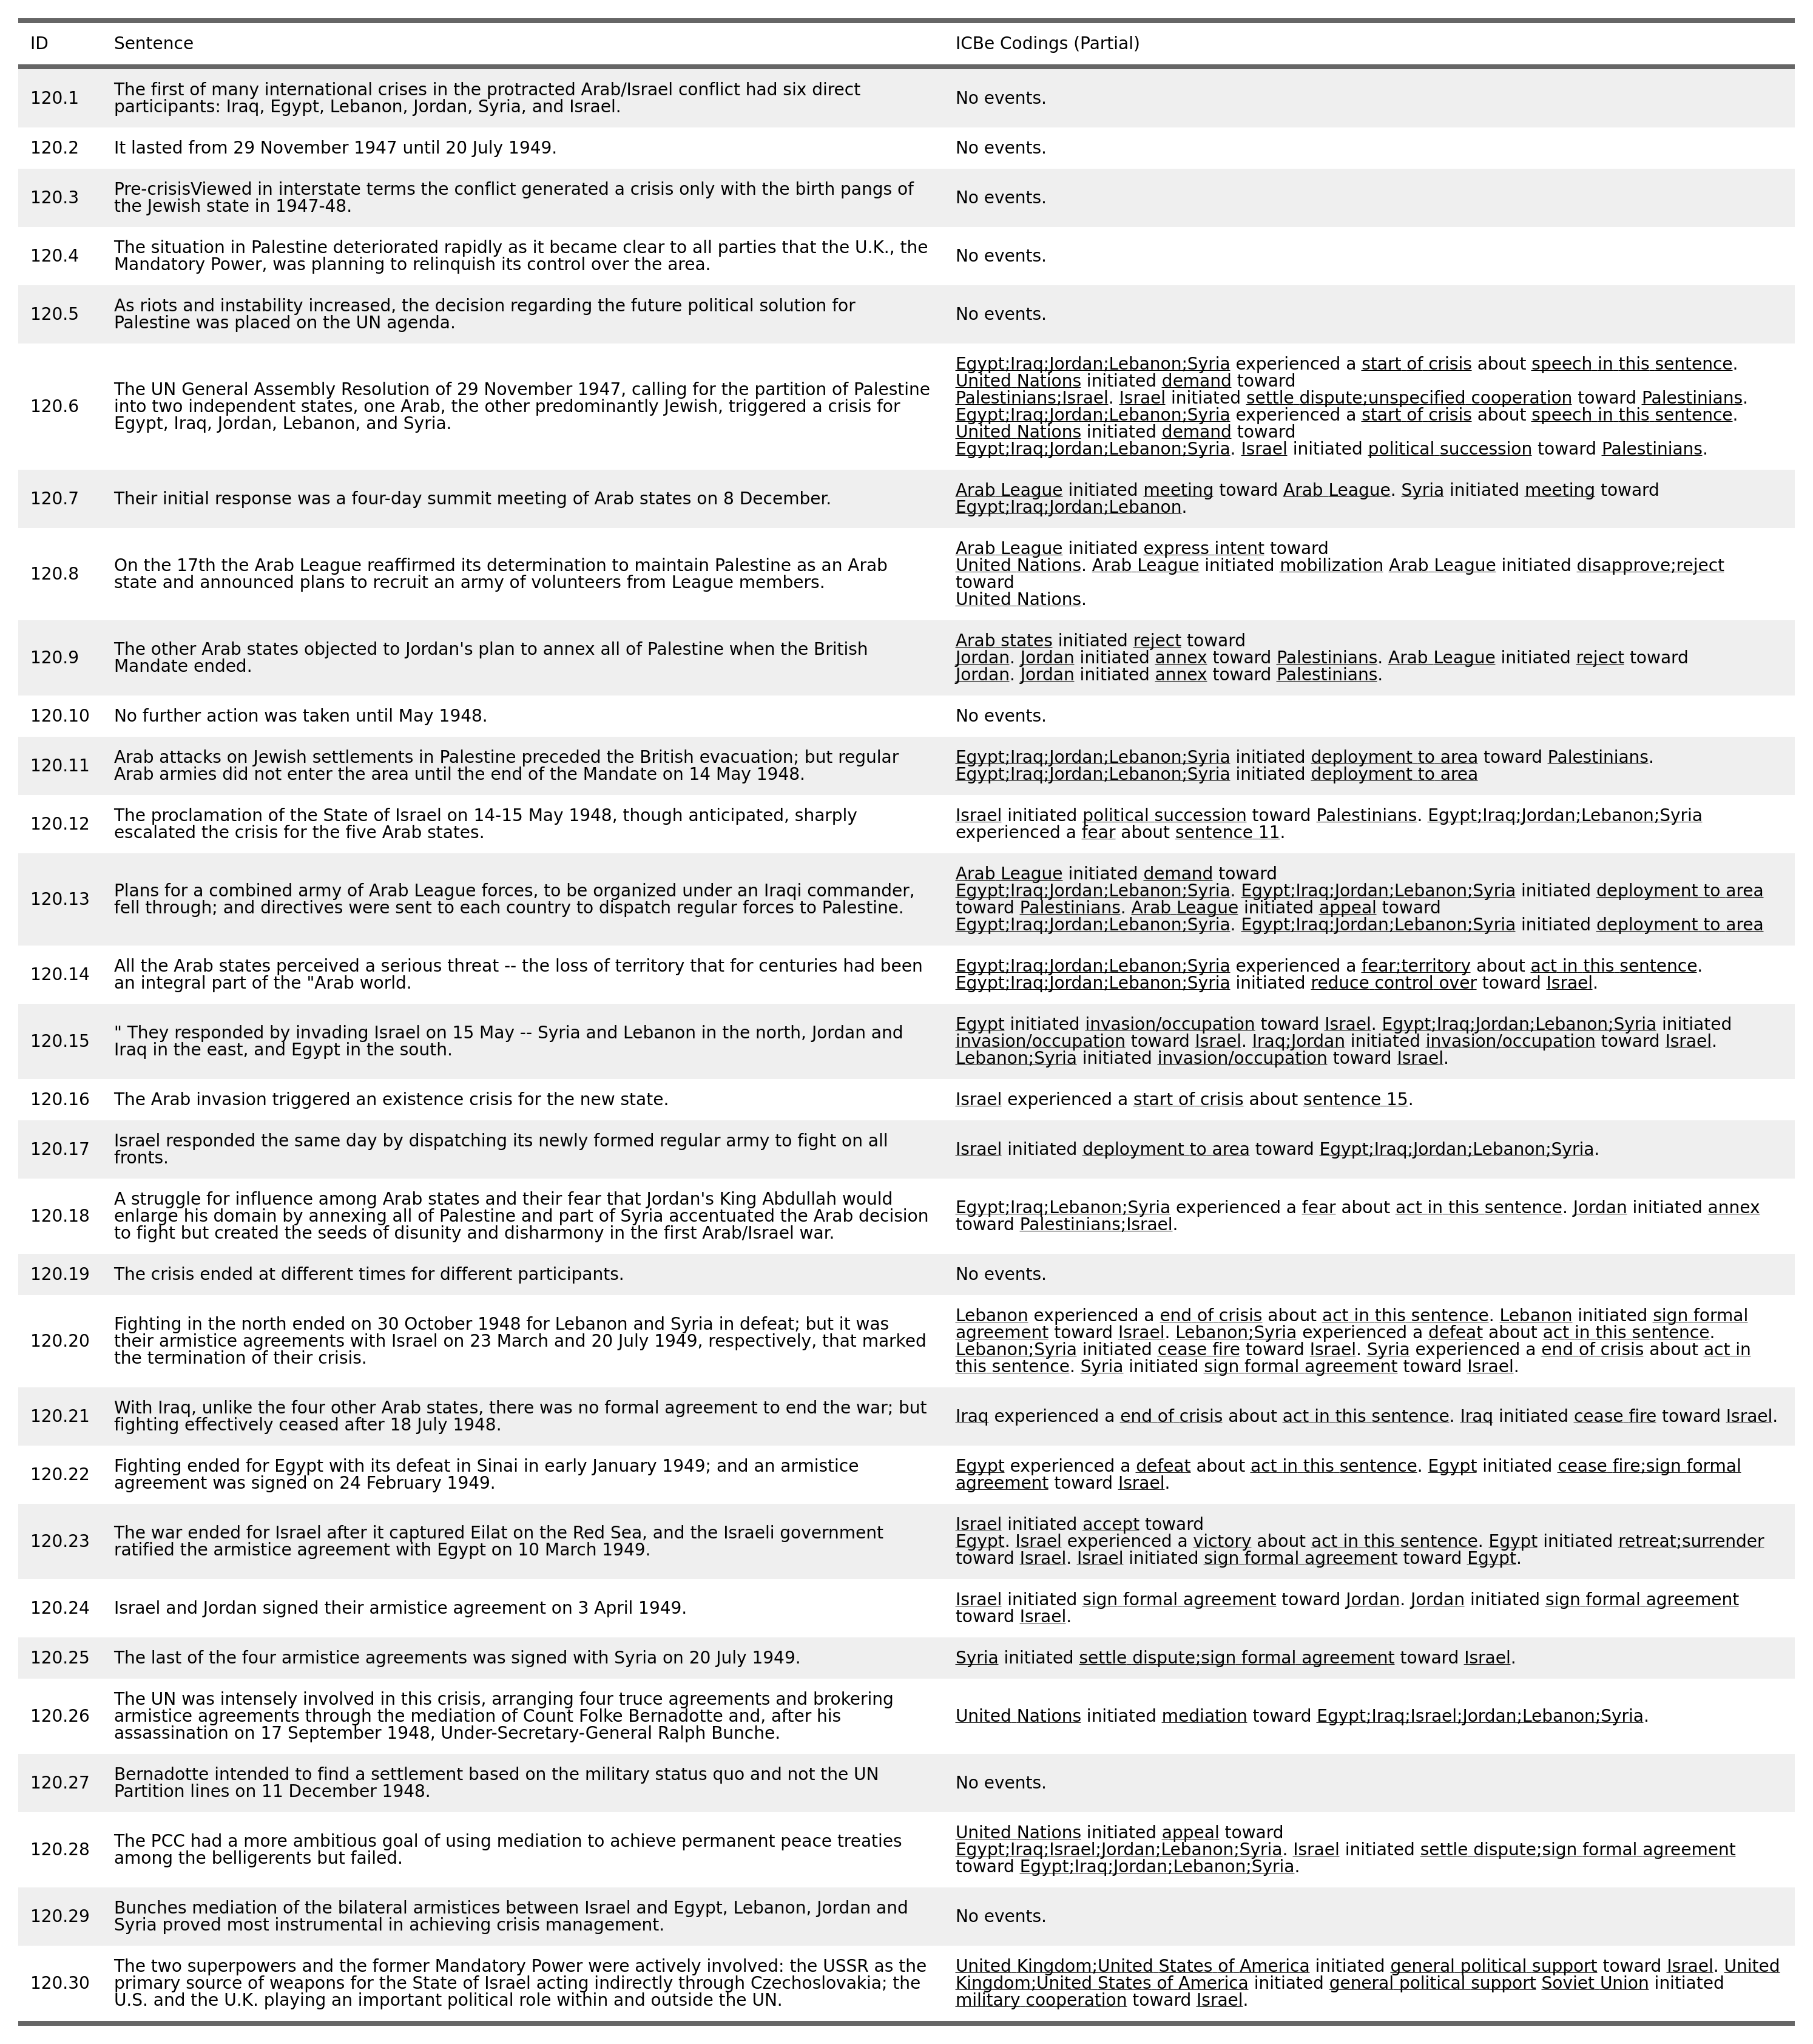 ID Sentence ICBe Codings (Partial)
120.1 The first of many international crises in the protracted Arab/Israel conflict had six direct
participants: Iraq, Egypt, Lebanon, Jordan, Syria, and Israel.
No events.
120.2 It lasted from 29 November 1947 until 20 July 1949.
No events.
120.3 Pre-crisisViewed in interstate terms the conflict generated a crisis only with the birth pangs of
the Jewish state in 1947-48.
No events.
120.4 The situation in Palestine deteriorated rapidly as it became clear to all parties that the U.K., the
Mandatory Power, was planning to relinquish its control over the area.
No events.
120.5 As riots and instability increased, the decision regarding the future political solution for
Palestine was placed on the UN agenda.
No events.
120.6 The UN General Assembly Resolution of 29 November 1947, calling for the partition of Palestine
into two independent states, one Arab, the other predominantly Jewish, triggered a crisis for
Egypt, Iraq, Jordan, Lebanon, and Syria.
Egypt;Iraq;Jordan;Lebanon;Syria experienced a start of crisis about speech in this sentence.
United Nations initiated demand toward
Palestinians;Israel. Israel initiated settle dispute;unspecified cooperation toward Palestinians.
Egypt;Iraq;Jordan;Lebanon;Syria experienced a start of crisis about speech in this sentence.
United Nations initiated demand toward
Egypt;Iraq;Jordan;Lebanon;Syria. Israel initiated political succession toward Palestinians.
120.7 Their initial response was a four-day summit meeting of Arab states on 8 December.
Arab League initiated meeting toward Arab League. Syria initiated meeting toward
Egypt;Iraq;Jordan;Lebanon.
120.8 On the 17th the Arab League reaffirmed its determination to maintain Palestine as an Arab
state and announced plans to recruit an army of volunteers from League members.
Arab League initiated express intent toward
United Nations. Arab League initiated mobilization Arab League initiated disapprove;reject
toward
United Nations.
120.9 The other Arab states objected to Jordan's plan to annex all of Palestine when the British
Mandate ended.
Arab states initiated reject toward
Jordan. Jordan initiated annex toward Palestinians. Arab League initiated reject toward
Jordan. Jordan initiated annex toward Palestinians.
120.10 No further action was taken until May 1948.
No events.
120.11 Arab attacks on Jewish settlements in Palestine preceded the British evacuation; but regular
Arab armies did not enter the area until the end of the Mandate on 14 May 1948.
Egypt;Iraq;Jordan;Lebanon;Syria initiated deployment to area toward Palestinians.
Egypt;Iraq;Jordan;Lebanon;Syria initiated deployment to area
120.12 The proclamation of the State of Israel on 14-15 May 1948, though anticipated, sharply
escalated the crisis for the five Arab states.
Israel initiated political succession toward Palestinians. Egypt;Iraq;Jordan;Lebanon;Syria
experienced a fear about sentence 11.
120.13 Plans for a combined army of Arab League forces, to be organized under an Iraqi commander,
fell through; and directives were sent to each country to dispatch regular forces to Palestine.
Arab League initiated demand toward
Egypt;Iraq;Jordan;Lebanon;Syria. Egypt;Iraq;Jordan;Lebanon;Syria initiated deployment to area
toward Palestinians. Arab League initiated appeal toward
Egypt;Iraq;Jordan;Lebanon;Syria. Egypt;Iraq;Jordan;Lebanon;Syria initiated deployment to area
120.14 All the Arab states perceived a serious threat -- the loss of territory that for centuries had been
an integral part of the "Arab world.
Egypt;Iraq;Jordan;Lebanon;Syria experienced a fear;territory about act in this sentence.
Egypt;Iraq;Jordan;Lebanon;Syria initiated reduce control over toward Israel.
120.15 " They responded by invading Israel on 15 May -- Syria and Lebanon in the north, Jordan and
Iraq in the east, and Egypt in the south.
Egypt initiated invasion/occupation toward Israel. Egypt;Iraq;Jordan;Lebanon;Syria initiated
invasion/occupation toward Israel. Iraq;Jordan initiated invasion/occupation toward Israel.
Lebanon;Syria initiated invasion/occupation toward Israel.
120.16 The Arab invasion triggered an existence crisis for the new state.
Israel experienced a start of crisis about sentence 15.
120.17 Israel responded the same day by dispatching its newly formed regular army to fight on all
fronts.
Israel initiated deployment to area toward Egypt;Iraq;Jordan;Lebanon;Syria.
120.18 A struggle for influence among Arab states and their fear that Jordan's King Abdullah would
enlarge his domain by annexing all of Palestine and part of Syria accentuated the Arab decision
to fight but created the seeds of disunity and disharmony in the first Arab/Israel war.
Egypt;Iraq;Lebanon;Syria experienced a fear about act in this sentence. Jordan initiated annex
toward Palestinians;Israel.
120.19 The crisis ended at different times for different participants.
No events.
120.20 Fighting in the north ended on 30 October 1948 for Lebanon and Syria in defeat; but it was
their armistice agreements with Israel on 23 March and 20 July 1949, respectively, that marked
the termination of their crisis.
Lebanon experienced a end of crisis about act in this sentence. Lebanon initiated sign formal
agreement toward Israel. Lebanon;Syria experienced a defeat about act in this sentence.
Lebanon;Syria initiated cease fire toward Israel. Syria experienced a end of crisis about act in
this sentence. Syria initiated sign formal agreement toward Israel.
120.21 With Iraq, unlike the four other Arab states, there was no formal agreement to end the war; but
fighting effectively ceased after 18 July 1948.
Iraq experienced a end of crisis about act in this sentence. Iraq initiated cease fire toward Israel.
120.22 Fighting ended for Egypt with its defeat in Sinai in early January 1949; and an armistice
agreement was signed on 24 February 1949.
Egypt experienced a defeat about act in this sentence. Egypt initiated cease fire;sign formal
agreement toward Israel.
120.23 The war ended for Israel after it captured Eilat on the Red Sea, and the Israeli government
ratified the armistice agreement with Egypt on 10 March 1949.
Israel initiated accept toward
Egypt. Israel experienced a victory about act in this sentence. Egypt initiated retreat;surrender
toward Israel. Israel initiated sign formal agreement toward Egypt.
120.24 Israel and Jordan signed their armistice agreement on 3 April 1949.
Israel initiated sign formal agreement toward Jordan. Jordan initiated sign formal agreement
toward Israel.
120.25 The last of the four armistice agreements was signed with Syria on 20 July 1949.
Syria initiated settle dispute;sign formal agreement toward Israel.
120.26 The UN was intensely involved in this crisis, arranging four truce agreements and brokering
armistice agreements through the mediation of Count Folke Bernadotte and, after his
assassination on 17 September 1948, Under-Secretary-General Ralph Bunche.
United Nations initiated mediation toward Egypt;Iraq;Israel;Jordan;Lebanon;Syria.
120.27 Bernadotte intended to find a settlement based on the military status quo and not the UN
Partition lines on 11 December 1948.
No events.
120.28 The PCC had a more ambitious goal of using mediation to achieve permanent peace treaties
among the belligerents but failed.
United Nations initiated appeal toward
Egypt;Iraq;Israel;Jordan;Lebanon;Syria. Israel initiated settle dispute;sign formal agreement
toward Egypt;Iraq;Jordan;Lebanon;Syria.
120.29 Bunches mediation of the bilateral armistices between Israel and Egypt, Lebanon, Jordan and
Syria proved most instrumental in achieving crisis management.
No events.
120.30 The two superpowers and the former Mandatory Power were actively involved: the USSR as the
primary source of weapons for the State of Israel acting indirectly through Czechoslovakia; the
U.S. and the U.K. playing an important political role within and outside the UN.
United Kingdom;United States of America initiated general political support toward Israel. United
Kingdom;United States of America initiated general political support Soviet Union initiated
military cooperation toward Israel.